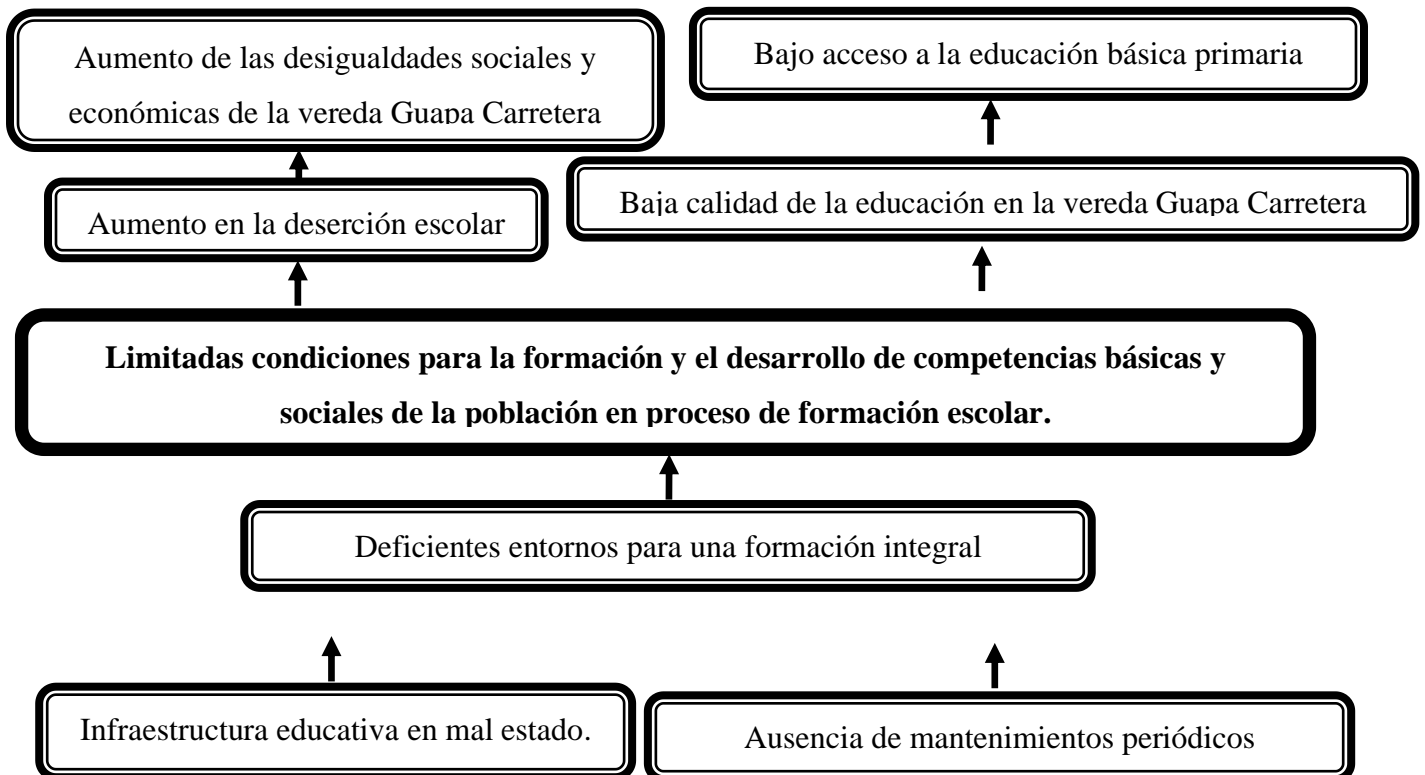 Aumento de las desigualdades sociales y
económicas de la vereda Guapa Carretera
Bajo acceso a la educación básica primaria
Aumento en la deserción escolar
Baja calidad de la educación en la vereda Guapa Carretera
Limitadas condiciones para la formación y el desarrollo de competencias básicas y
sociales de la población en proceso de formación escolar.
Deficientes entornos para una formación integral
Infraestructura educativa en mal estado.
Ausencia de mantenimientos periódicos